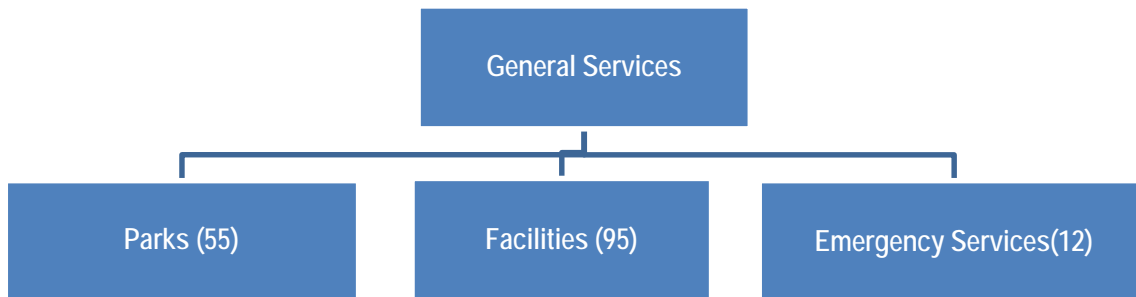 General Services
Parks (55)
Facilities (95)
Emergency Services(12)